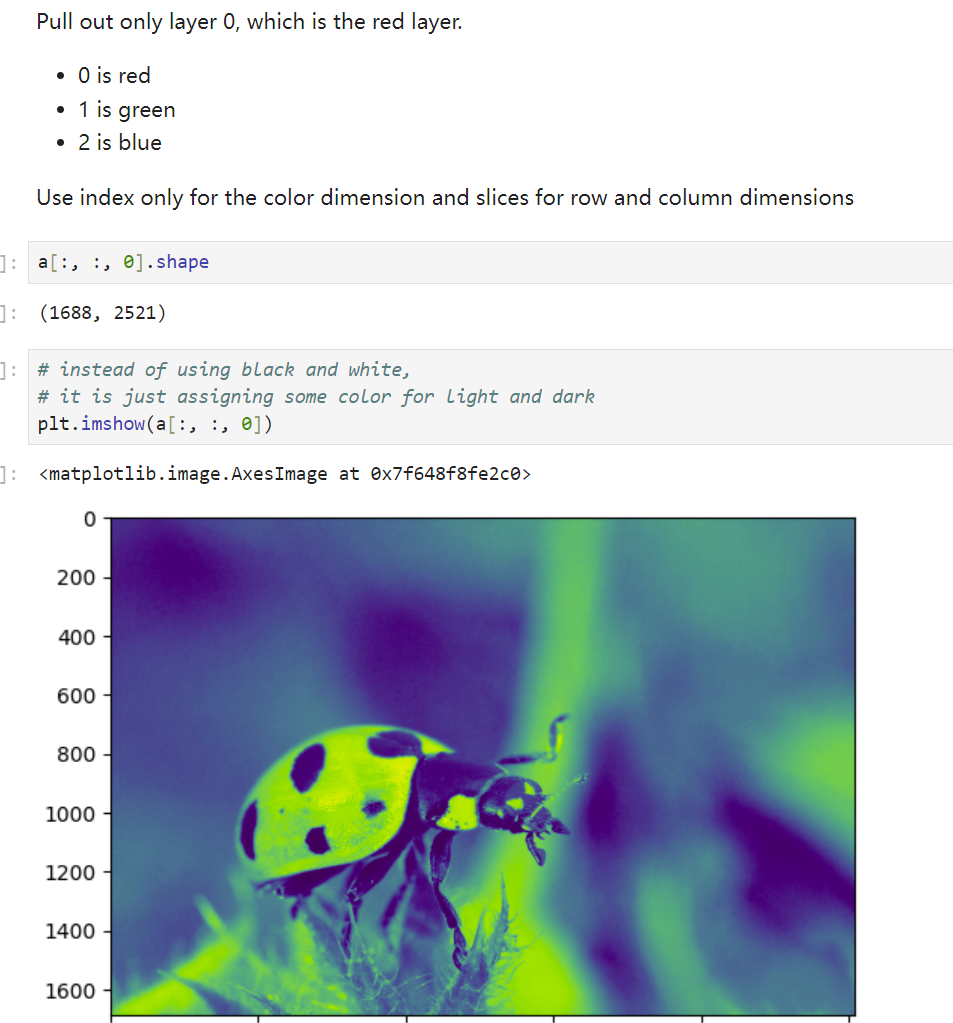 Pull out only layer 0, which is the red layer.
• 0 is red
• 1 is green
• 2 is blue
Use index only for the color dimension and slices for row and column dimensions
]: a[:, :, 0].shape
]: (1688, 2521)
]: # instead of using black and white,
# it is just assigning some color for light and dark
plt.imshow(a[:, :, 0])
]: <matplotlib.image.AxesImage at 0x7f648f8fe2c0>
0
200
400
600
800
1000
1200
1400
1600